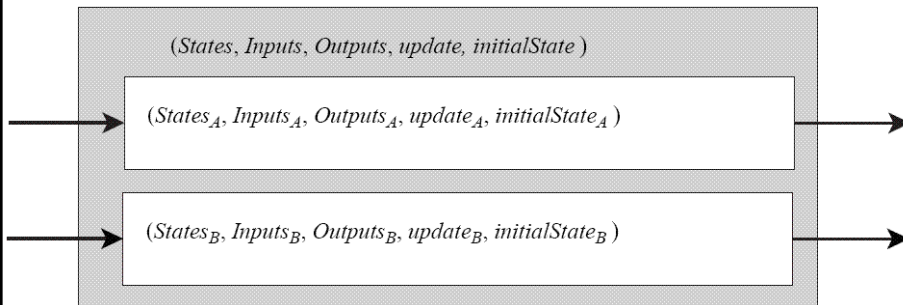 (States, Inputs, Outputs, update, initialState )
(States_A, Inputs_A, Outputs_A, update_A, initialState_A )
(States_B, Inputs_B, Outputs_B, update_B, initialState_B )